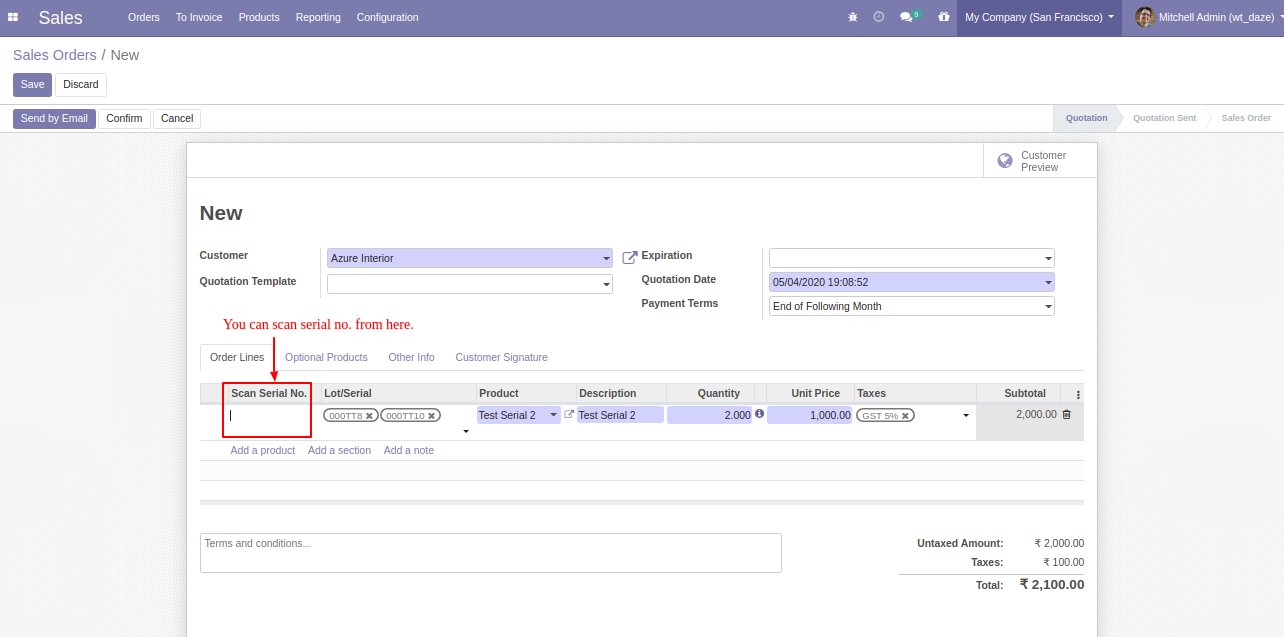 Sales Orders To Invoice Products Reporting Configuration 9 My Company (San Francisco) Mitchell Admin (wt_daze)
Sales Orders / New
Save Discard
Send by Email Confirm Cancel Quotation Quotation Sent Sales Order
Customer
Preview
New
Customer Azure Interior Expiration
Quotation Template Quotation Date 05/04/2020 19:08:52
Payment Terms End of Following Month
You can scan serial no. from here.
Order Lines Optional Products Other Info Customer Signature
Scan Serial No. Lot/Serial Product Description Quantity Unit Price Taxes Subtotal
000TT8 000TT10 Test Serial 2 Test Serial 2 2.000 1,000.00 GST 5% 2,000.00
Add a product Add a section Add a note
Terms and conditions...
Untaxed Amount: ₹ 2,000.00
Taxes: ₹ 100.00
Total: ₹ 2,100.00